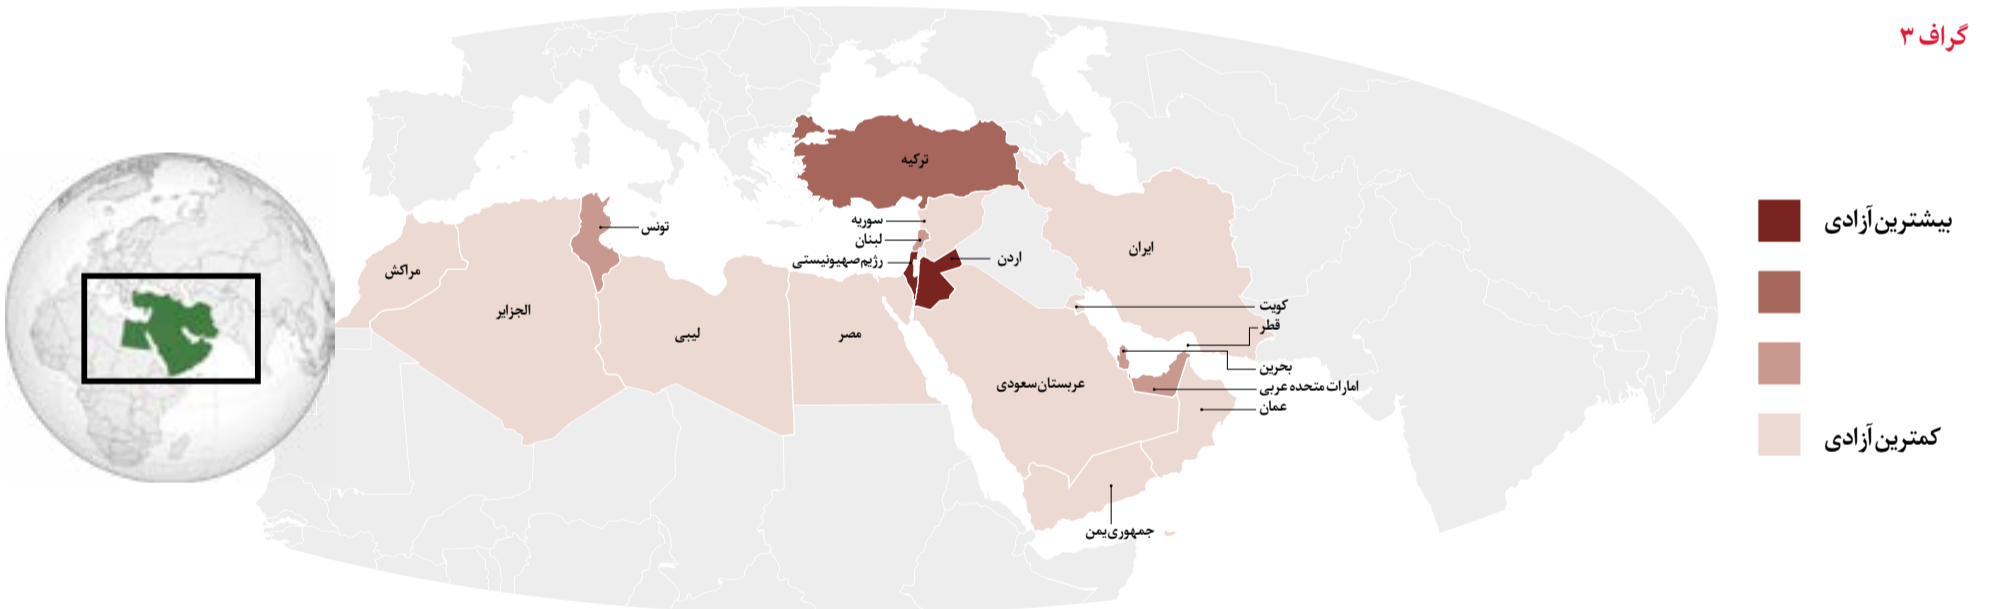 گراف ۳
بیشترین آزادی
کمترین آزادی
ترکیه
تونس
سوریه
لبنان
رژیم صهیونیستی
اردن
ایران
مراکش
الجزایر
لیبی
مصر
کویت
قطر
بحرین
امارات متحده عربی
عمان
عربستان سعودی
جمهوری یمن